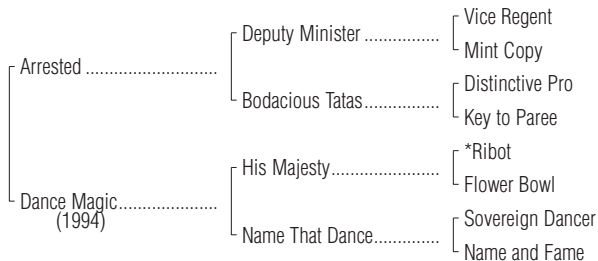 Vice Regent
Deputy Minister ................
Mint Copy
Arrested ............................
Distinctive Pro
Bodacious Tatas ................
Key to Paree
*Ribot
His Majesty .......................
Flower Bowl
Dance Magic .....................
(1994)
Sovereign Dancer
Name That Dance ..............
Name and Fame